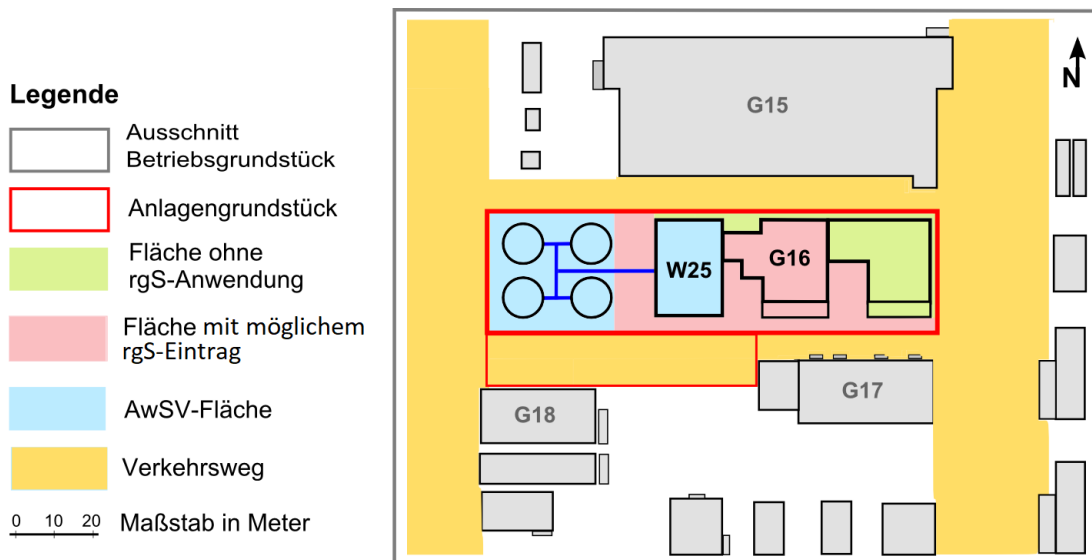 Legende
Ausschnitt
Betriebsgrundstück
Anlagengrundstück
Fläche ohne
rgS-Anwendung
Fläche mit möglichem
rgS-Eintrag
AwSV-Fläche
Verkehrsweg
0 10 20 Maßstab in Meter
G15
N
W25
G16
G17
G18